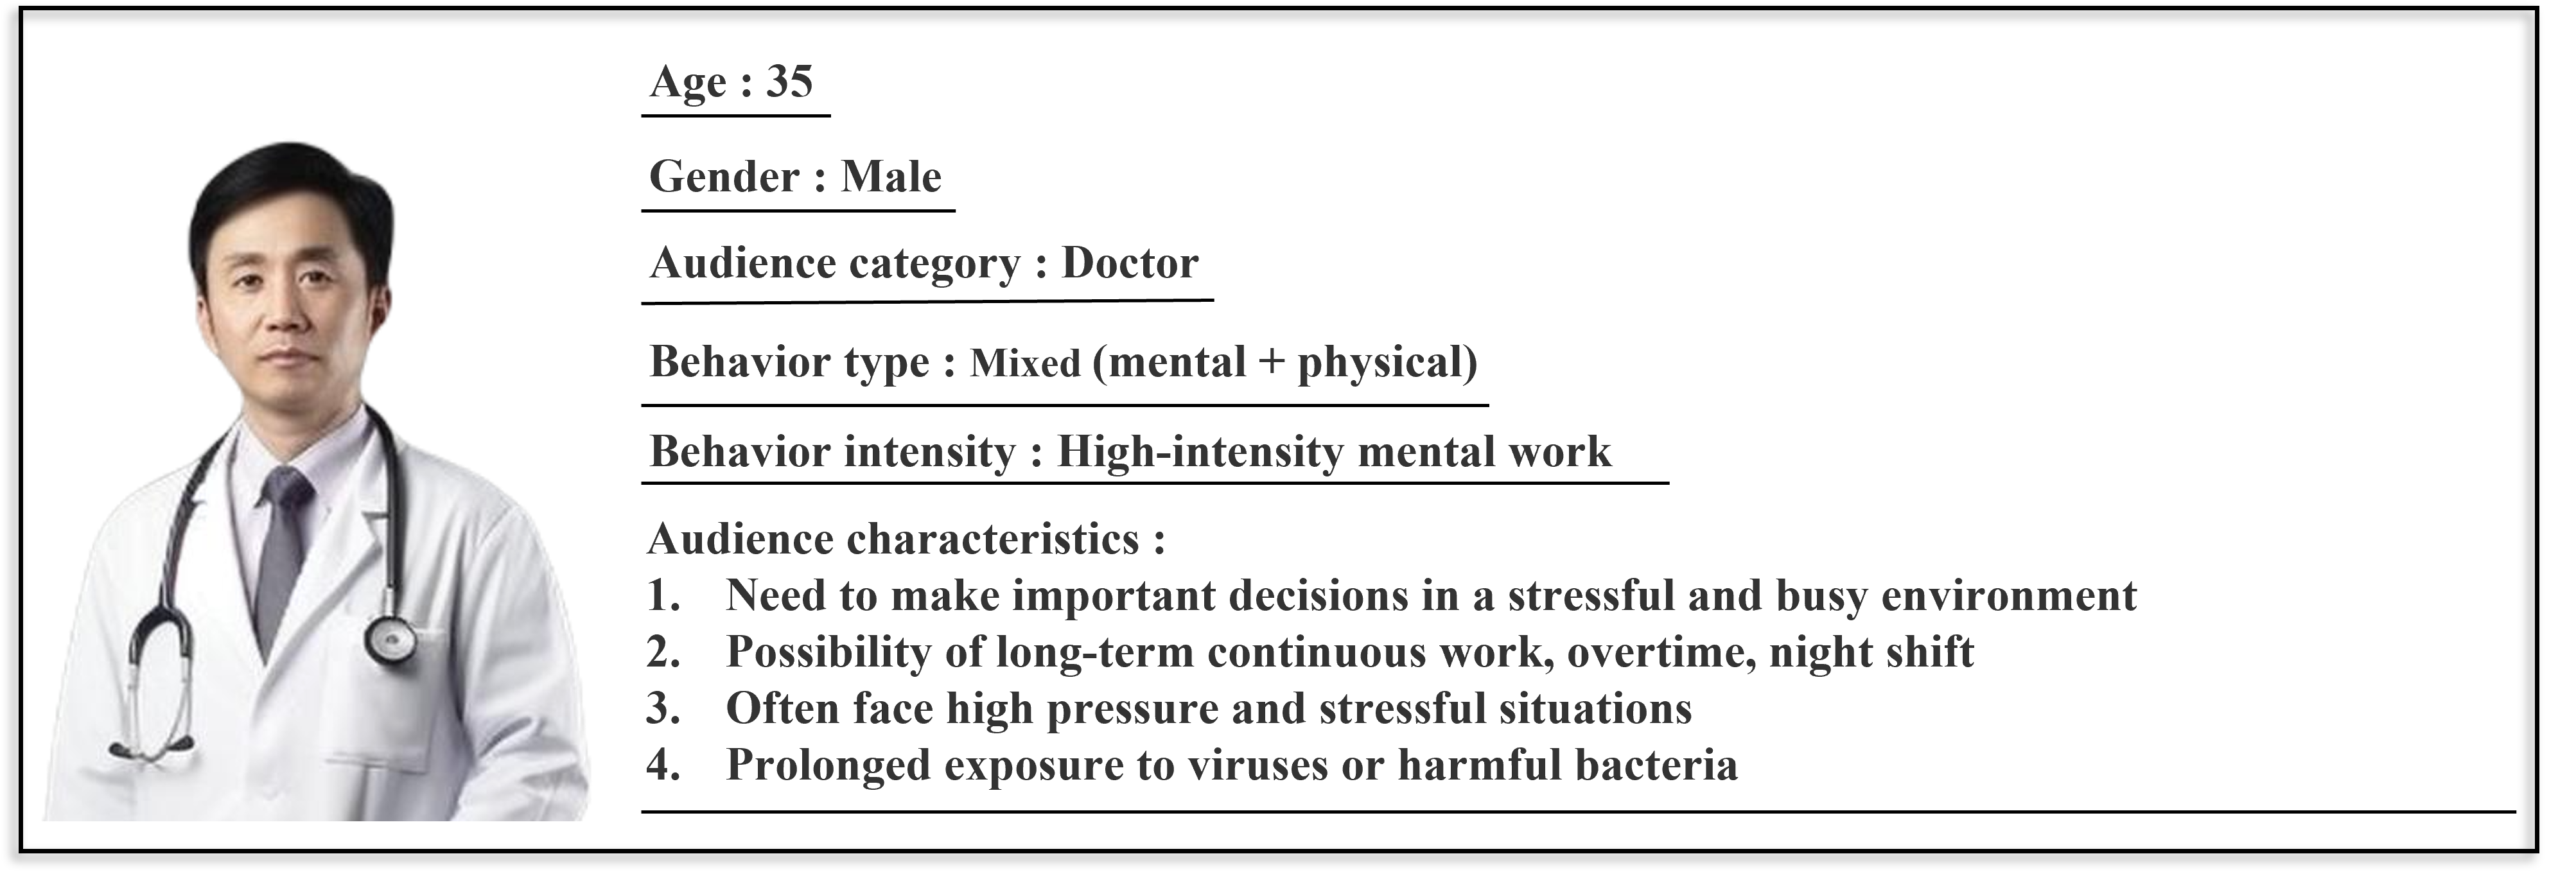 Age : 35
Gender : Male
Audience category : Doctor
Behavior type : Mixed (mental + physical)
Behavior intensity : High-intensity mental work
Audience characteristics :
1. Need to make important decisions in a stressful and busy environment
2. Possibility of long-term continuous work, overtime, night shift
3. Often face high pressure and stressful situations
4. Prolonged exposure to viruses or harmful bacteria